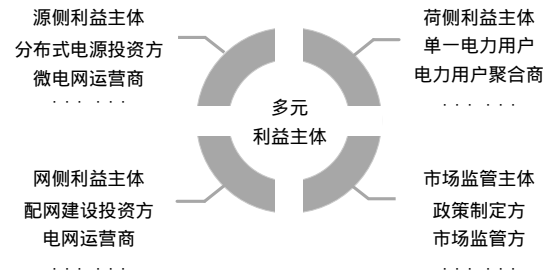 源侧利益主体
分布式电源投资方
微电网运营商
... ...
荷侧利益主体
单一电力用户
电力用户聚合商
... ...
多元
利益主体
网侧利益主体
配网建设投资方
电网运营商
... ...
市场监管主体
政策制定方
市场监管方
... ...